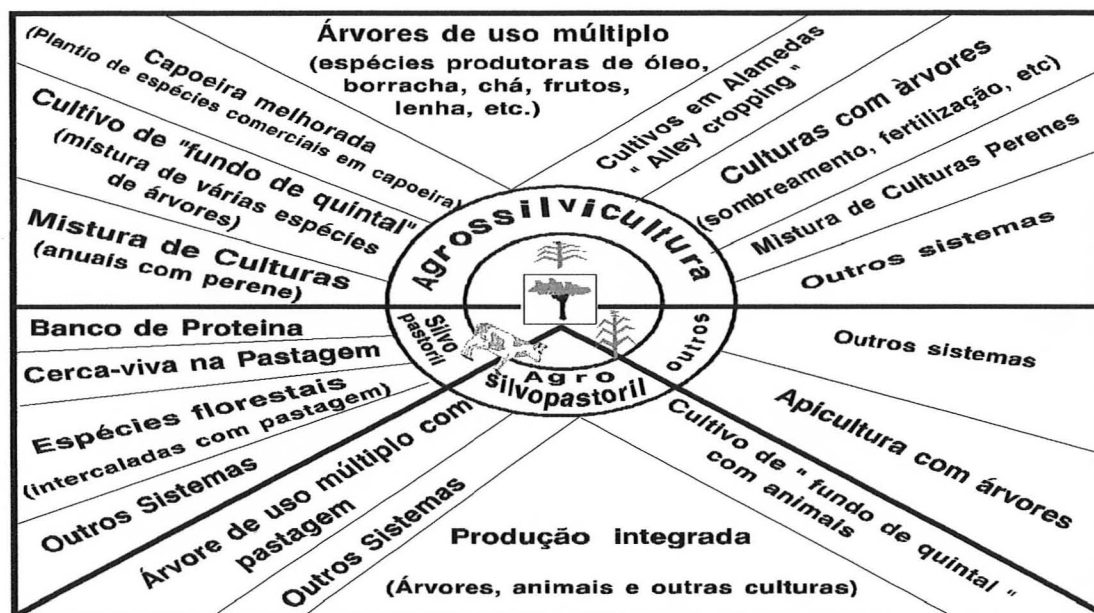 (Plantio de espécies comerciais em capoeira)
Capoeira melhorada
Cultivo de "fundo de quintal"
(místura de várias espécies
de árvores)
Mistura de Culturas
(anuais com perene)
Árvores de uso múltiplo
(espécies produtoras de óleo,
borracha, chá, frutos,
lenha, etc.)
Cultivos em Alamedas
" Alley cropping "
Culturas com àrvores
(sombreamento, fertilização, etc)
Mistura de Culturas Perenes
Outros sistemas
Agrossilvicultura
Silvo
pastoril
Agro
silvopastoril
outros
Banco de Proteina
Cerca-viva na Pastagem
Espécies florestais
(intercaladas com pastagem)
Outros Sistemas
Árvore de uso múltiplo com
pastagem
Outros Sistemas
Produção integrada
(Árvores, animais e outras culturas)
Cultivo de " fundo de quintal "
com animais
Apicultura com árvores
Outros sistemas